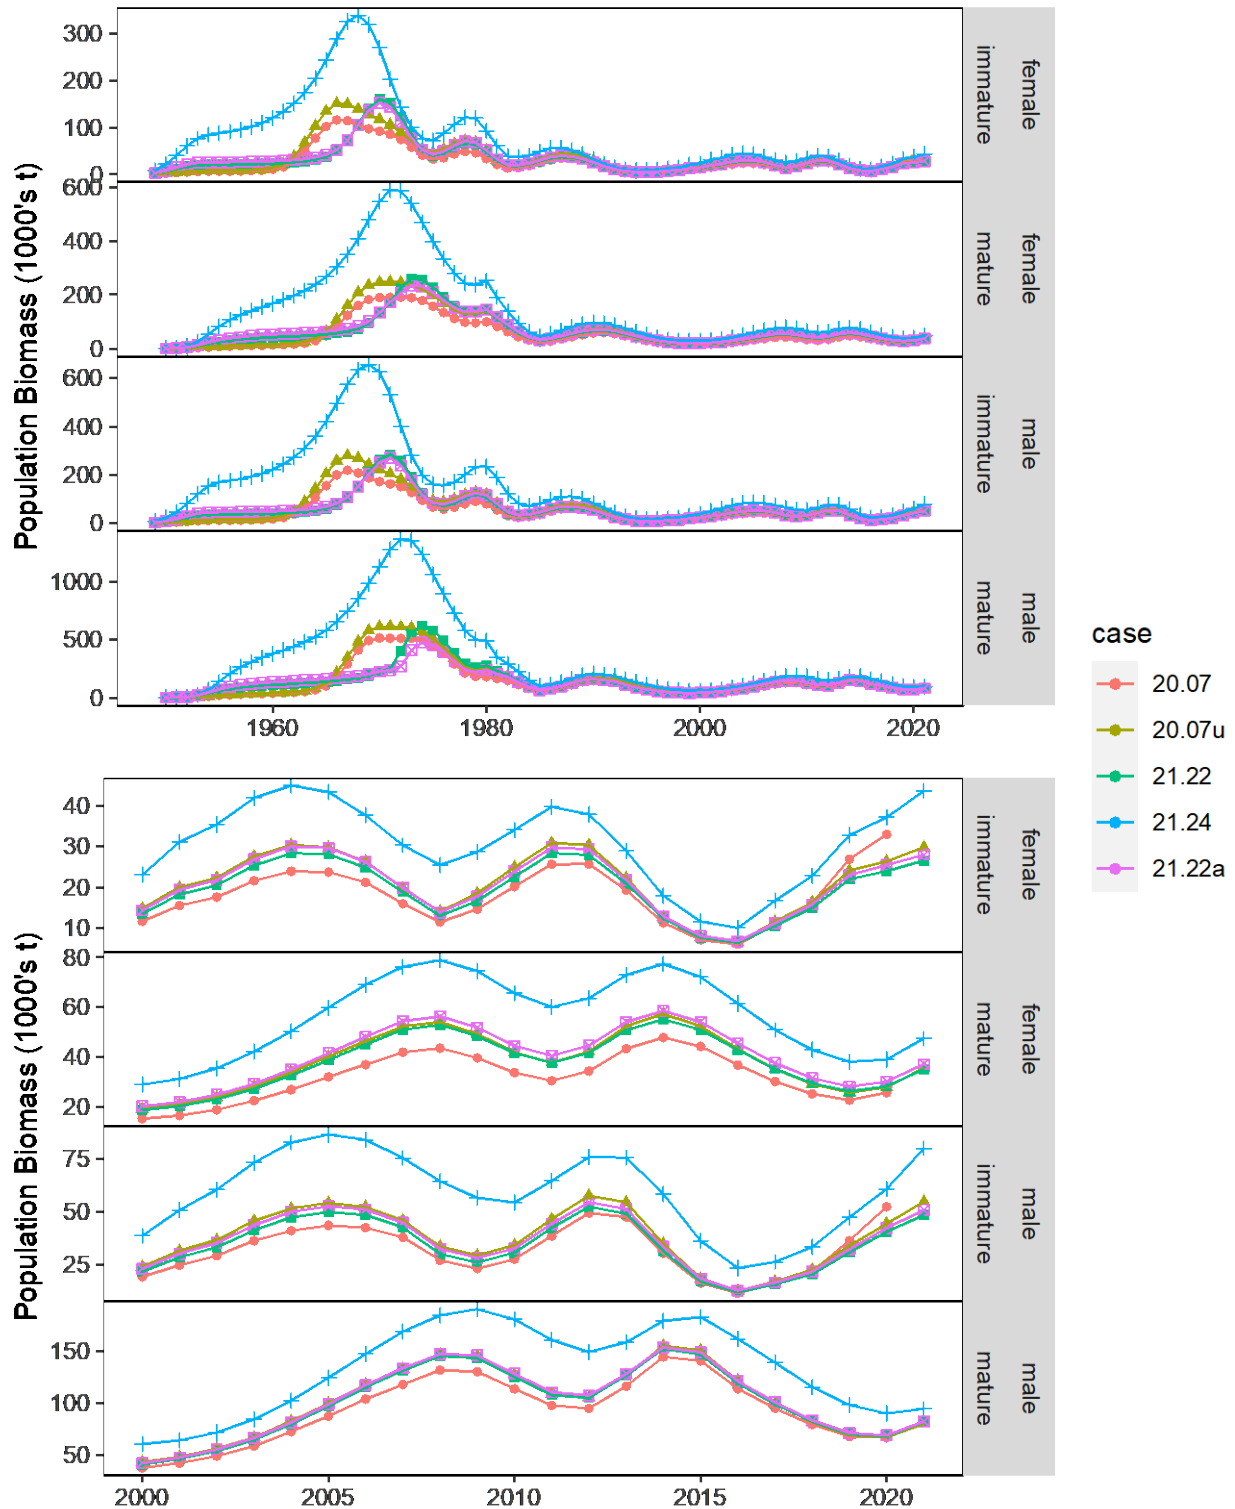 Population Biomass (1000's t)
300
200
100
0
immature
female
600
400
200
0
mature
female
600
400
200
0
immature
male
1000
500
0
mature
male
1960
1980
2000
2020
Population Biomass (1000's t)
40
30
20
10
immature
female
80
60
40
20
mature
female
75
50
25
immature
male
150
100
50
mature
male
2000
2005
2010
2015
2020
case
20.07
20.07u
21.22
21.24
21.22a